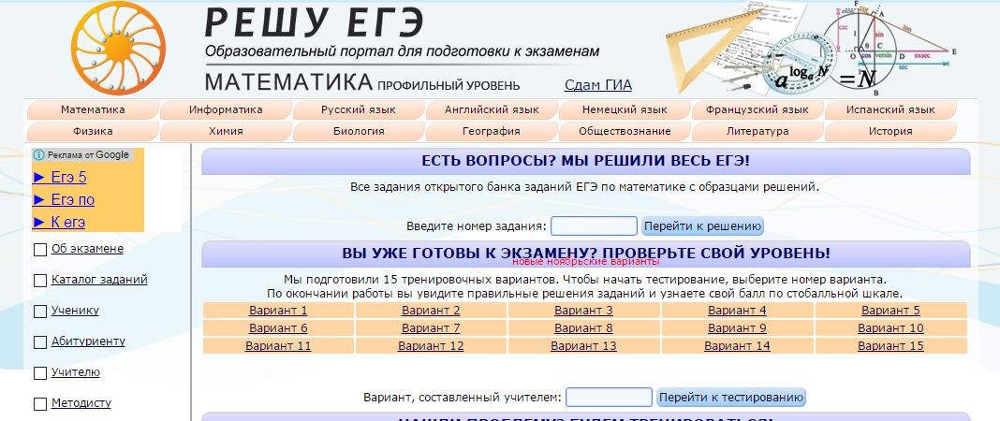 РЕШУ ЕГЭ
Образовательный портал для подготовки к экзаменам
МАТЕМАТИКА ПРОФИЛЬНЫЙ УРОВЕНЬ Сдам ГИА
Математика Информатика Русский язык Английский язык Немецкий язык Французский язык Испанский язык
Физика Химия Биология География Обществознание Литература История
Реклама от Google
► Егэ 5
► Егэ по
► К егэ
Об экзамене
Каталог заданий
Ученику
Абитуриенту
Учителю
Методисту
ЕСТЬ ВОПРОСЫ? МЫ РЕШИЛИ ВЕСЬ ЕГЭ!
Все задания открытого банка заданий ЕГЭ по математике с образцами решений.
Введите номер задания: Перейти к решению
ВЫ УЖЕ ГОТОВЫ К ЭКЗАМЕНУ? ПРОВЕРЬТЕ СВОЙ УРОВЕНЬ!
новые ноябрьские варианты
Мы подготовили 15 тренировочных вариантов. Чтобы начать тестирование, выберите номер варианта.
По окончании работы вы увидите правильные решения заданий и узнаете свой балл по стобалльной шкале.
Вариант 1 Вариант 2 Вариант 3 Вариант 4 Вариант 5
Вариант 6 Вариант 7 Вариант 8 Вариант 9 Вариант 10
Вариант 11 Вариант 12 Вариант 13 Вариант 14 Вариант 15
Вариант, составленный учителем: Перейти к тестированию